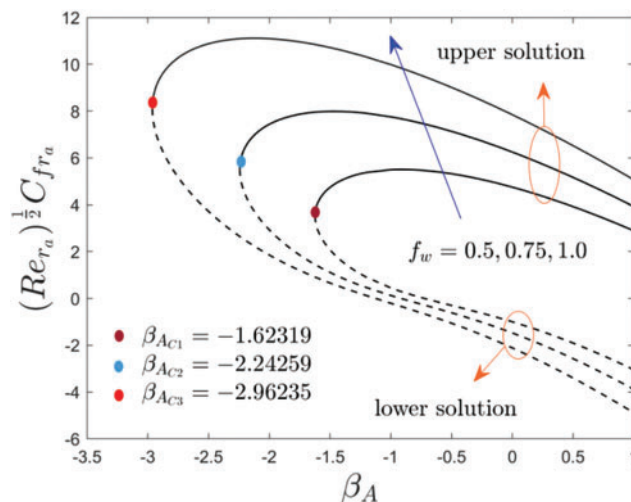 12
10
8
6
4
2
0
-2
-4
-6
-3.5 -3 -2.5 -2 -1.5 -1 -0.5 0 0.5
(Re_{r_a})^{\frac{1}{2}} C_{fr_a}
β_A
upper solution
f_w = 0.5, 0.75, 1.0
β_{A_{C1}} = −1.62319
β_{A_{C2}} = −2.24259
β_{A_{C3}} = −2.96235
lower solution